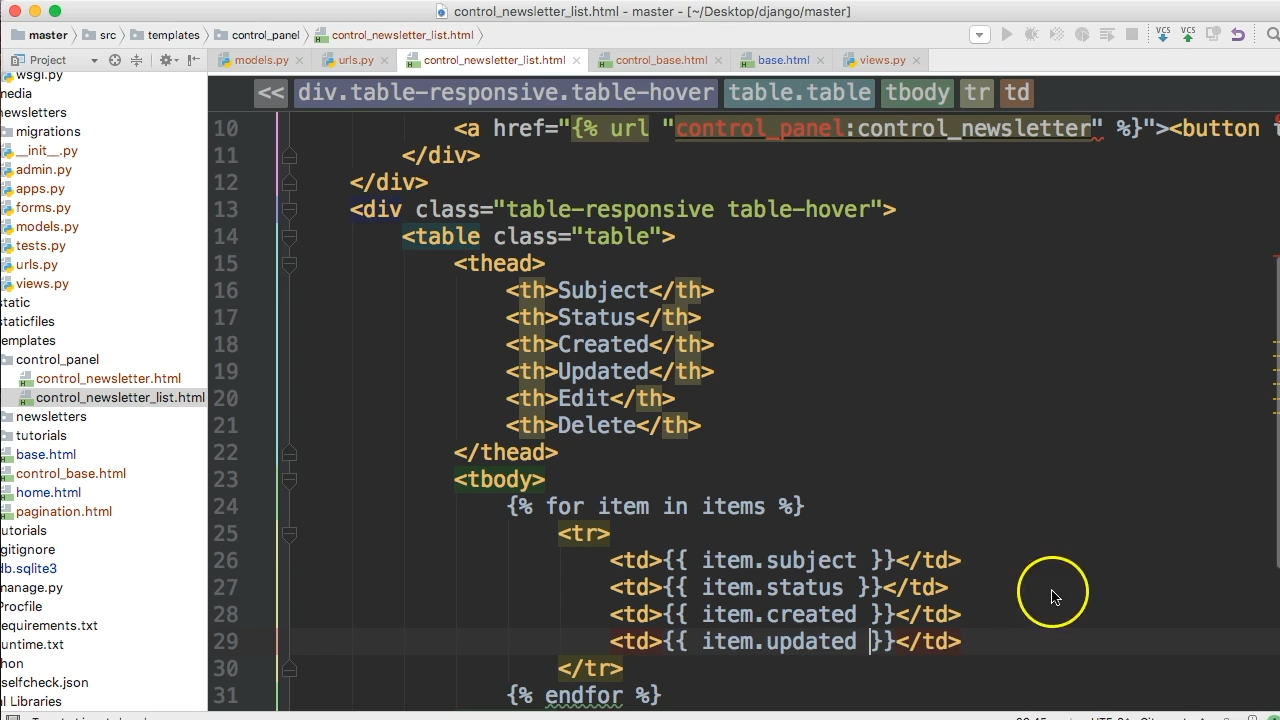 control_newsletter_list.html - master - [~/Desktop/django/master]
master src templates control_panel control_newsletter_list.html
VCS VCS
Project models.py urls.py control_newsletter_list.html control_base.html base.html views.py
<< div.table-responsive.table-hover table.table tbody tr td
wsgi.py
nedia
ewsletters
migrations
__init__.py
admin.py
apps.py
forms.py
models.py
tests.py
urls.py
views.py
static
taticfiles
emplates
control_panel
control_newsletter.html
control_newsletter_list.html
newsletters
tutorials
base.html
control_base.html
home.html
pagination.html
utorials
gitignore
db.sqlite3
nanage.py
Procfile
equirements.txt
untime.txt
hon
selfcheck.json
al Libraries
10 <a href="{% url "control_panel:control_newsletter" %}"><button
11 </div>
12 </div>
13 <div class="table-responsive table-hover">
14 <table class="table">
15 <thead>
16 <th>Subject</th>
17 <th>Status</th>
18 <th>Created</th>
19 <th>Updated</th>
20 <th>Edit</th>
21 <th>Delete</th>
22 </thead>
23 <tbody>
24 {% for item in items %}
25 <tr>
26 <td>{{ item.subject }}</td>
27 <td>{{ item.status }}</td>
28 <td>{{ item.created }}</td>
29 <td>{{ item.updated }}</td>
30 </tr>
31 {% endfor %}